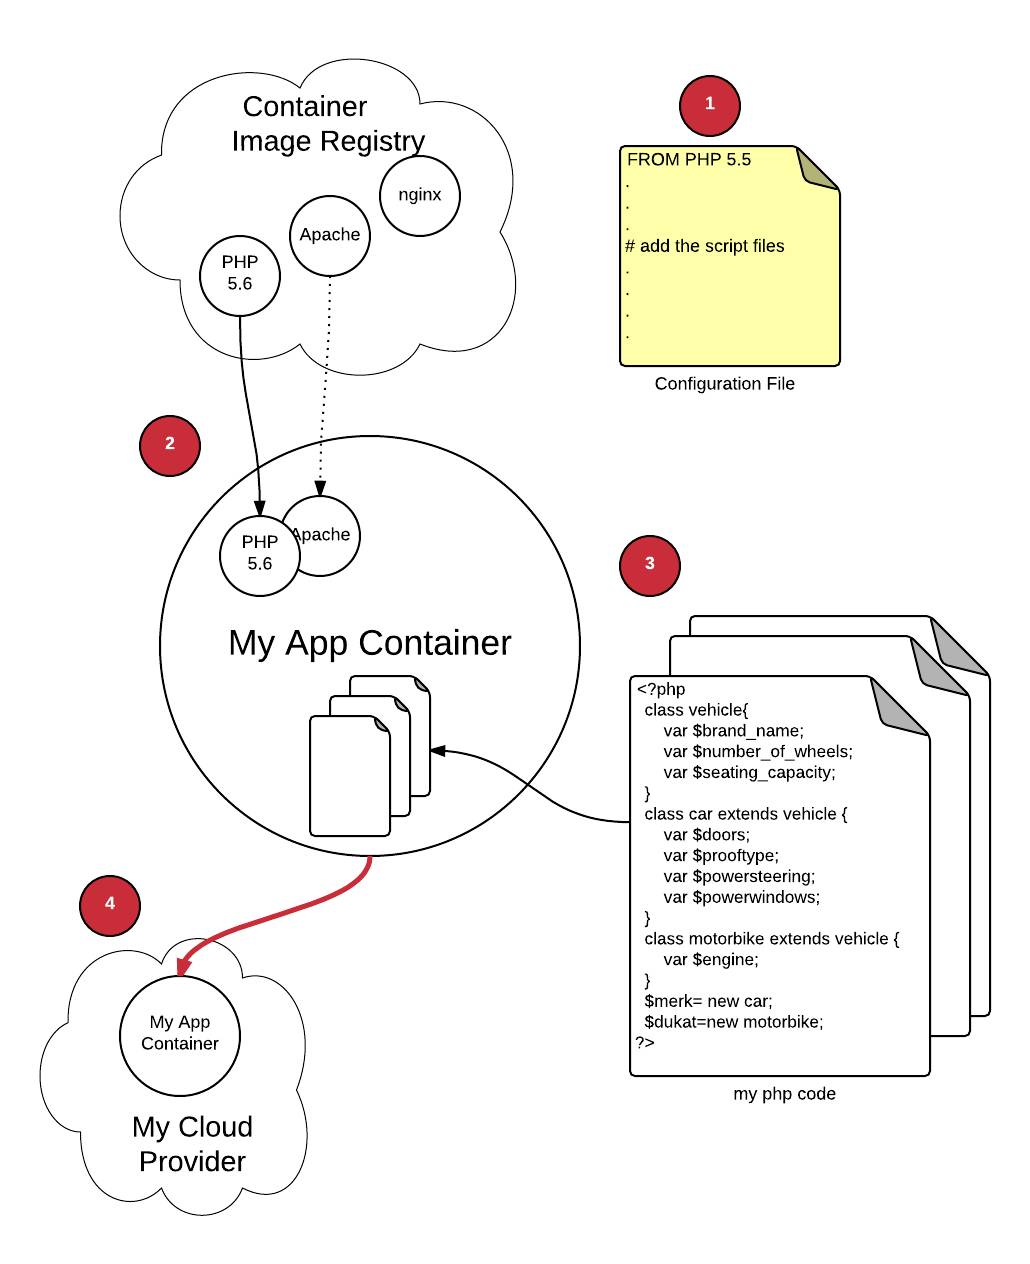 Container
Image Registry
nginx
Apache
PHP
5.6
1
FROM PHP 5.5
.
.
.
# add the script files
.
.
.
.
Configuration File
2
Apache
PHP
5.6
My App Container
3
<?php
class vehicle{
var $brand_name;
var $number_of_wheels;
var $seating_capacity;
}
class car extends vehicle {
var $doors;
var $prooftype;
var $powersteering;
var $powerwindows;
}
class motorbike extends vehicle {
var $engine;
}
$merk= new car;
$dukat=new motorbike;
?>
my php code
4
My App
Container
My Cloud
Provider